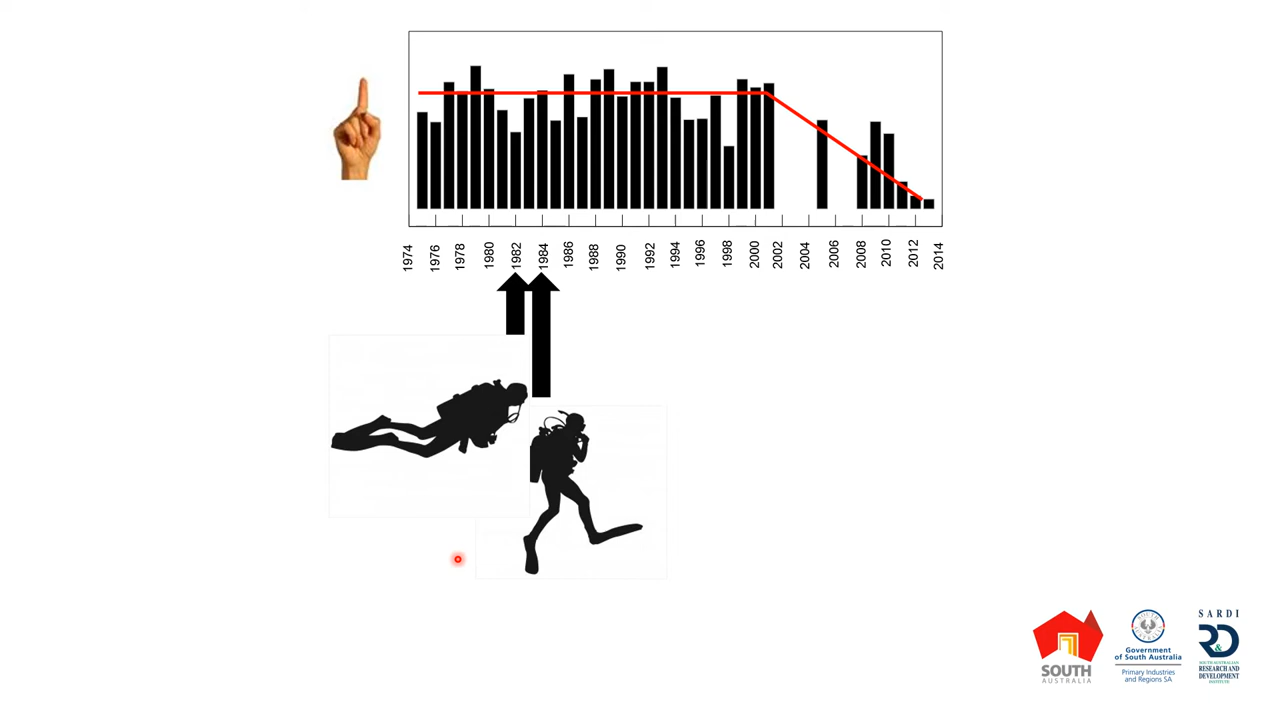 1974 1976 1978 1980 1982 1984 1986 1988 1990 1992 1994 1996 1998 2000 2002 2004 2006 2008 2010 2012 2014
SOUTH
AUSTRALIA
SOUTH
AUSTRALIA
Government
of South Australia
Primary Industries
and Regions SA
SARDI
R&D
SOUTH AUSTRALIAN
RESEARCH AND
DEVELOPMENT
INSTITUTE